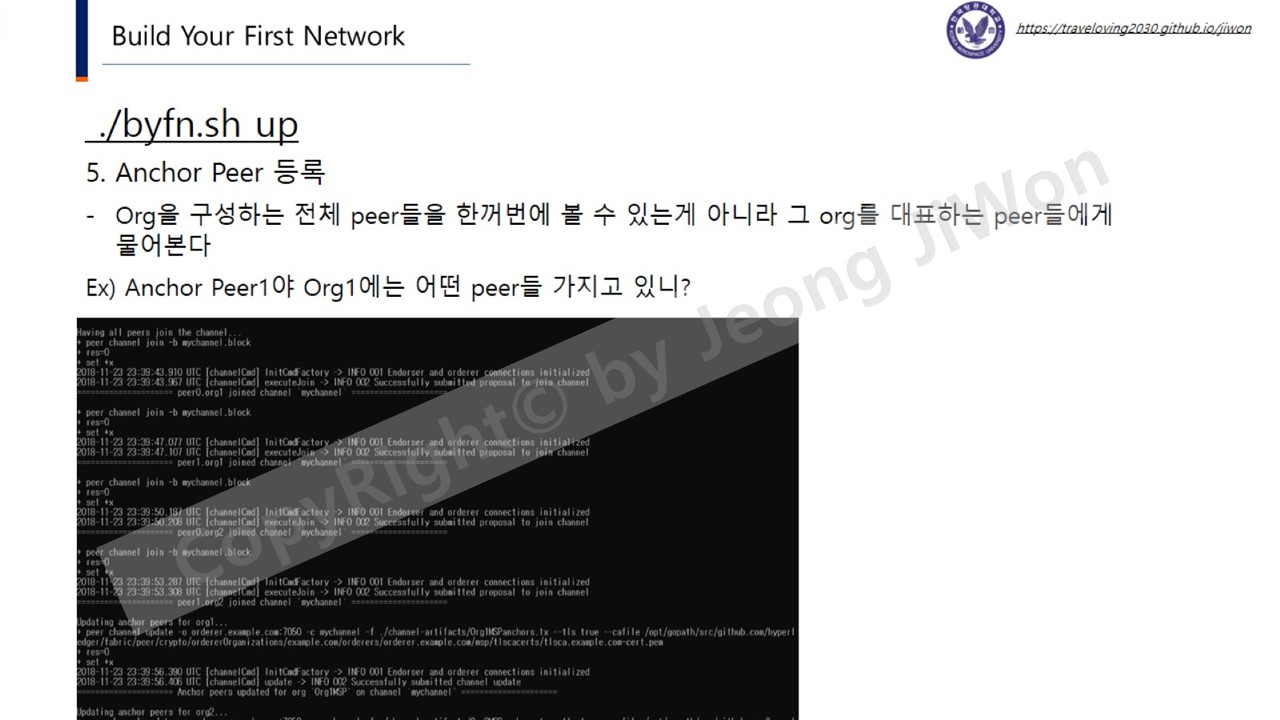 Build Your First Network
https://traveloving2030.github.io/jiwon
./byfn.sh up
5. Anchor Peer 등록
- Org을 구성하는 전체 peer들을 한꺼번에 볼 수 있는게 아니라 그 org를 대표하는 peer들에게
물어본다
Ex) Anchor Peer1야 Org1에는 어떤 peer들 가지고 있니?
CopyRight© by Jeong JiWon
Having all peers join the channel...
+ peer channel join -b mychannel.block
+ res=0
+ set +x
2018-11-23 23:39:43.910 UTC [channelCmd] InitCmdFactory -> INFO 001 Endorser and orderer connections initialized
2018-11-23 23:39:43.967 UTC [channelCmd] executeJoin -> INFO 002 Successfully submitted proposal to join channel
===================== peer0.org1 joined channel 'mychannel' =====================
+ peer channel join -b mychannel.block
+ res=0
+ set +x
2018-11-23 23:39:47.077 UTC [channelCmd] InitCmdFactory -> INFO 001 Endorser and orderer connections initialized
2018-11-23 23:39:47.107 UTC [channelCmd] executeJoin -> INFO 002 Successfully submitted proposal to join channel
===================== peer1.org1 joined channel 'mychannel' =====================
+ peer channel join -b mychannel.block
+ res=0
+ set +x
2018-11-23 23:39:50.187 UTC [channelCmd] InitCmdFactory -> INFO 001 Endorser and orderer connections initialized
2018-11-23 23:39:50.208 UTC [channelCmd] executeJoin -> INFO 002 Successfully submitted proposal to join channel
===================== peer0.org2 joined channel 'mychannel' =====================
+ peer channel join -b mychannel.block
+ res=0
+ set +x
2018-11-23 23:39:53.287 UTC [channelCmd] InitCmdFactory -> INFO 001 Endorser and orderer connections initialized
2018-11-23 23:39:53.308 UTC [channelCmd] executeJoin -> INFO 002 Successfully submitted proposal to join channel
===================== peer1.org2 joined channel 'mychannel' =====================
Updating anchor peers for org1...
+ peer channel update -o orderer.example.com:7050 -c mychannel -f ./channel-artifacts/Org1MSPanchors.tx --tls true --cafile /opt/gopath/src/github.com/hyperl
edger/fabric/peer/crypto/ordererOrganizations/example.com/orderers/orderer.example.com/msp/tlscacerts/tlsca.example.com-cert.pem
+ res=0
+ set +x
2018-11-23 23:39:56.390 UTC [channelCmd] InitCmdFactory -> INFO 001 Endorser and orderer connections initialized
2018-11-23 23:39:56.406 UTC [channelCmd] update -> INFO 002 Successfully submitted channel update
===================== Anchor peers updated for org 'Org1MSP' on channel 'mychannel' =====================
Updating anchor peers for org2...